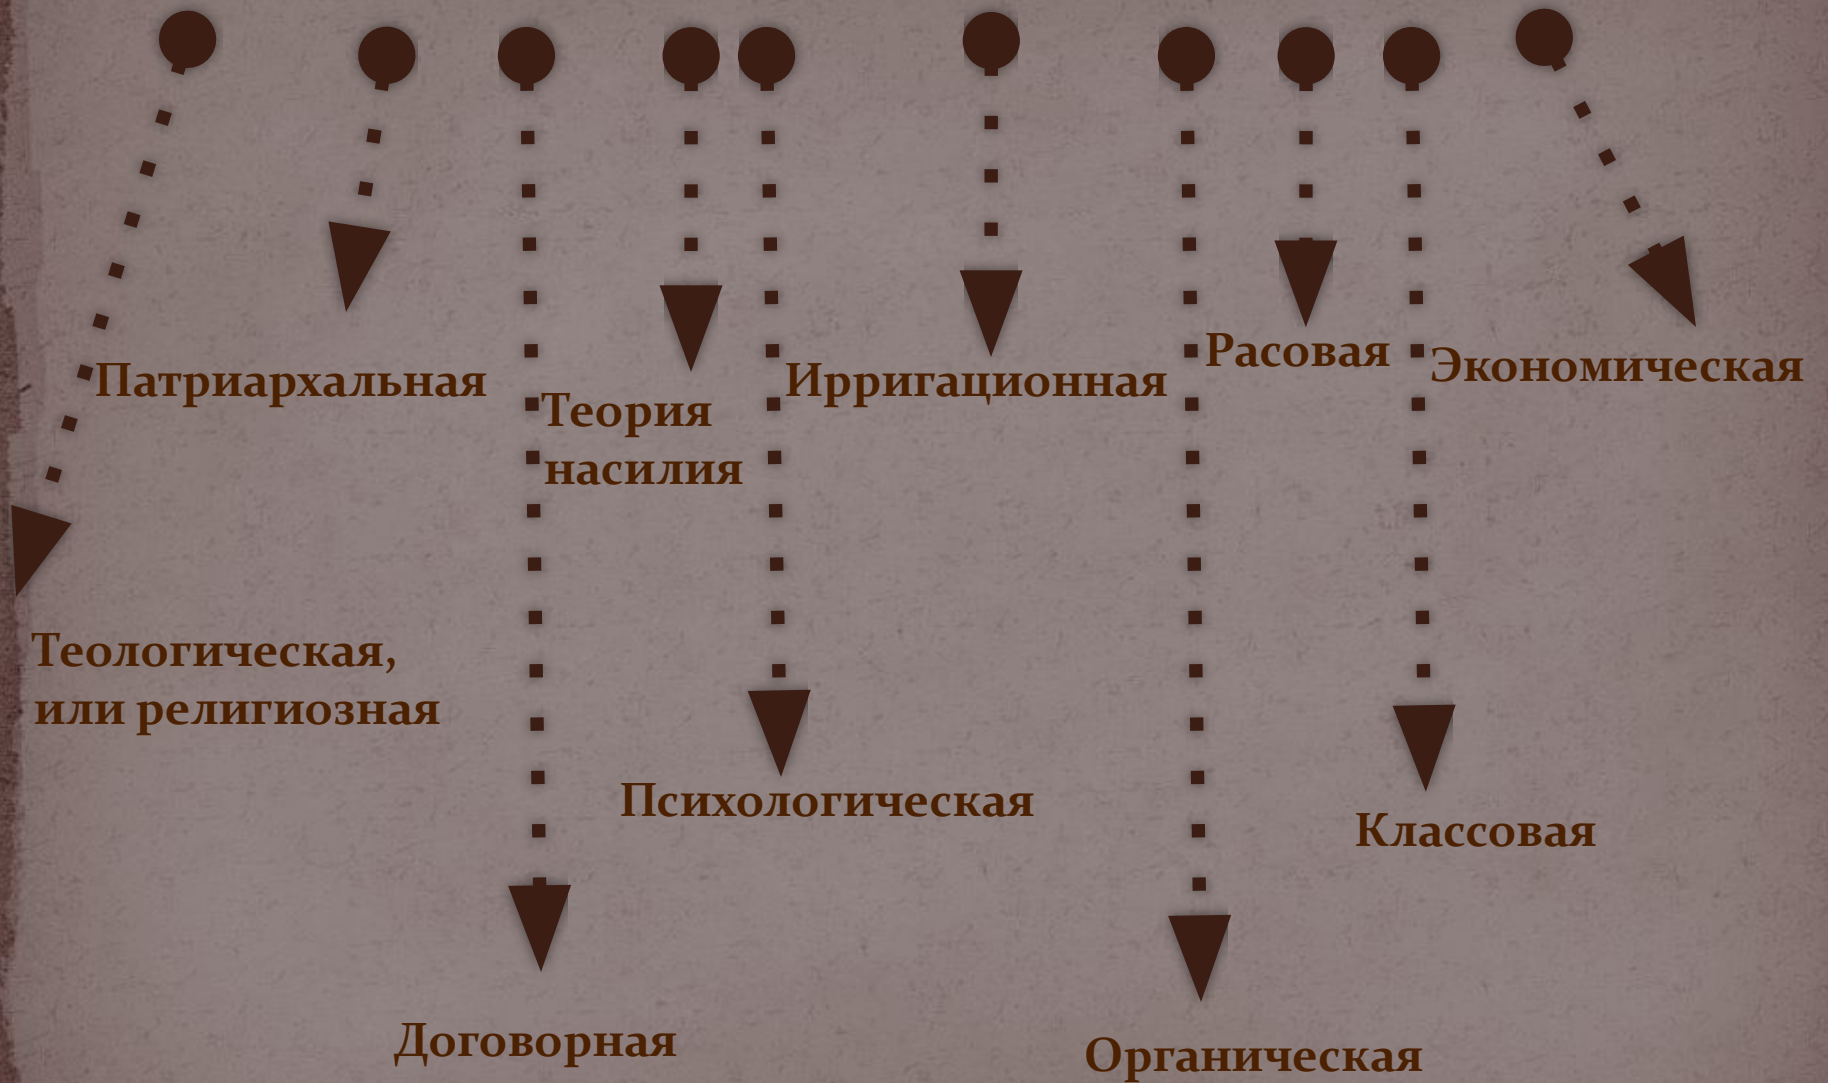 Патриархальная
Теория
насилия
Ирригационная
Расовая
Экономическая
Теологическая,
или религиозная
Психологическая
Классовая
Договорная
Органическая